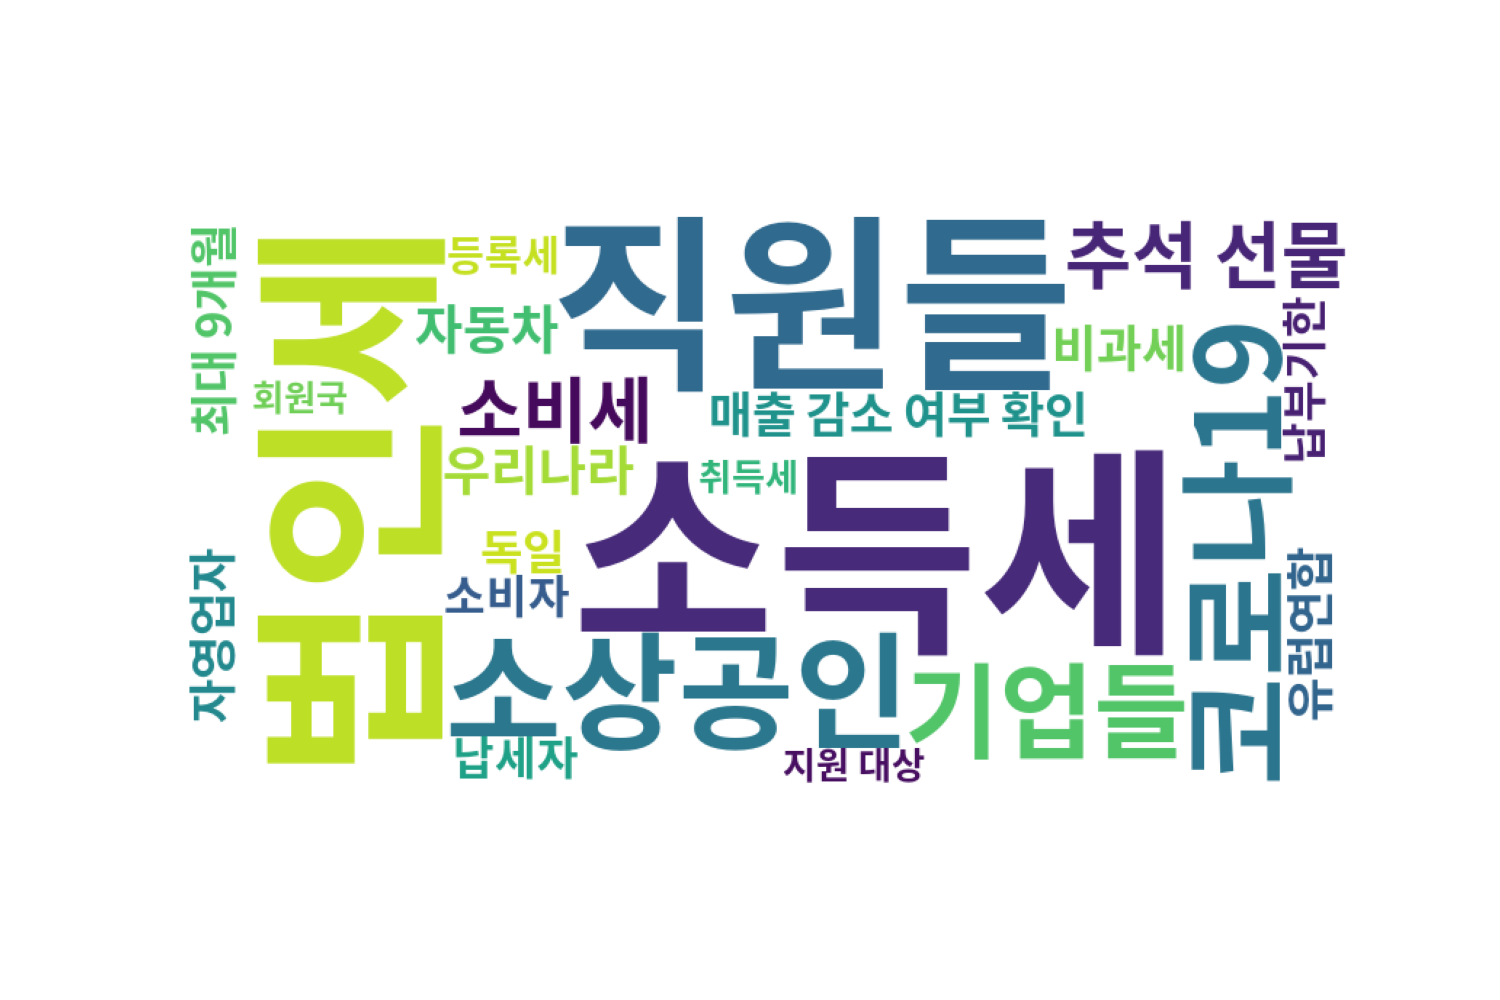 최대 9개월
자영업자
법인세
회원국
등록세
자동차
직원들
추석 선물
비과세
소비세
매출 감소 여부 확인
우리나라
취득세
독일
소비자
소득세
소상공인
기업들
납세자
지원 대상
코로나19
납부기한
유럽연합